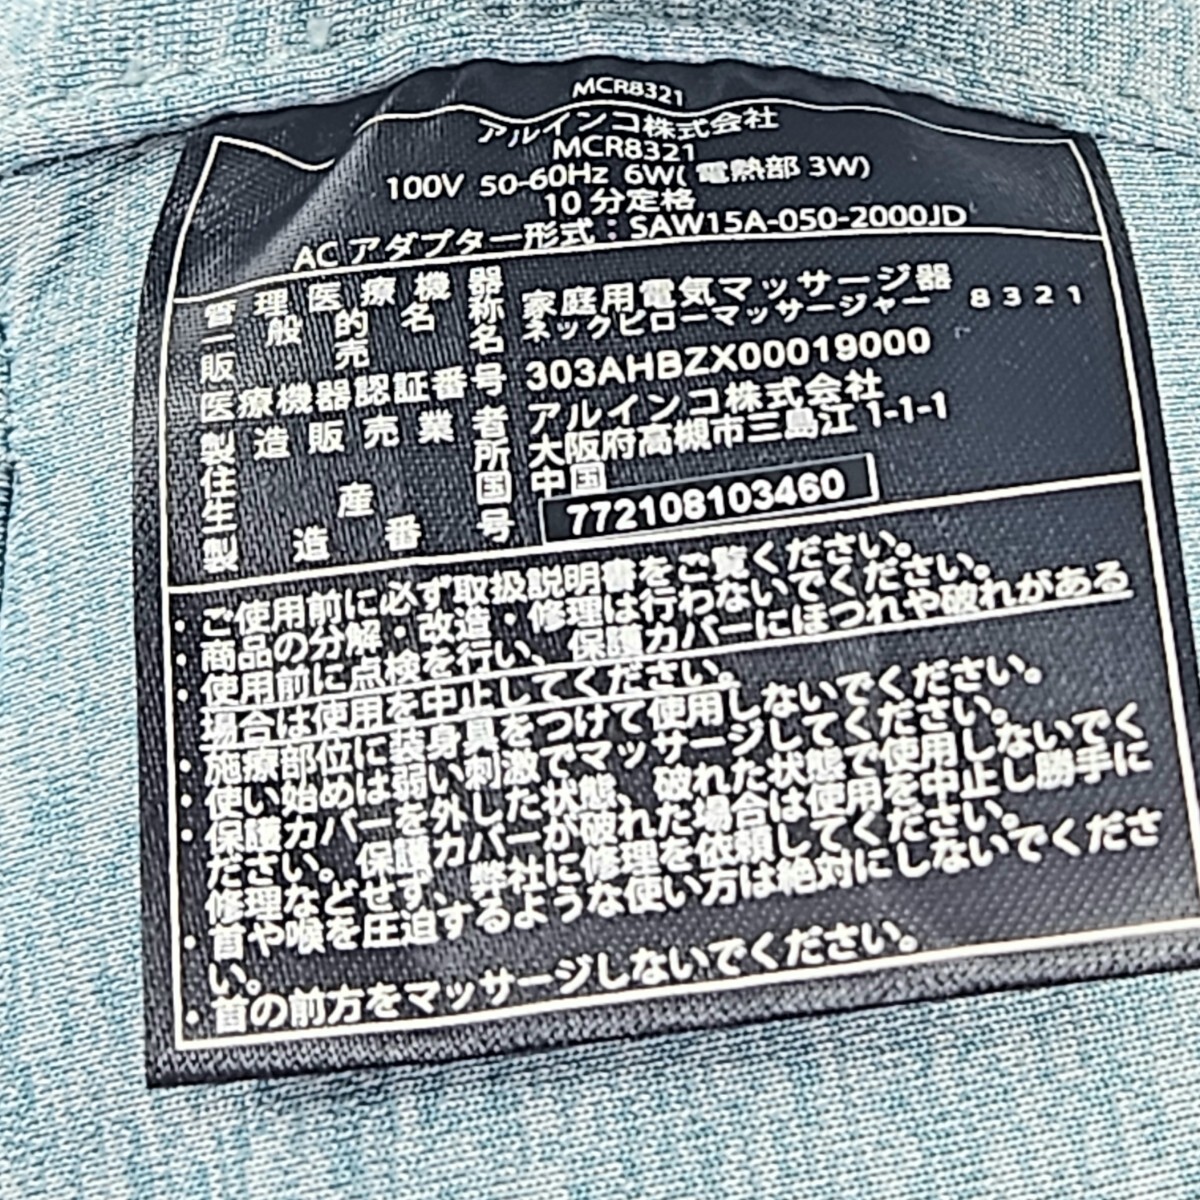 MCR8321
アルインコ株式会社
MCR8321
100V 50-60Hz 6W(電熱部 3W)
10 分定格
AC アダプター形式：SAW15A-050-2000JD
管理医療機器
一般的名称 家庭用電気マッサージ器
販売名 ネックピローマッサージャー 8321
医療機器認証番号 303AHBZX00019000
製造販売業者 アルインコ株式会社
住所 大阪府高槻市三島江 1-1-1
生産国 中国
製造番号 772108103460
・ご使用前に必ず取扱説明書をご覧ください。
・商品の分解・改造・修理は行わないでください。
・使用前に点検を行い、保護カバーにほつれや破れがある
場合は使用を中止してください。
・施療部位に装身具をつけて使用しないでください。
・使い始めは弱い刺激でマッサージしてください。
・保護カバーを外した状態、破れた状態で使用しないでく
ださい。保護カバーが破れた場合は使用を中止し勝手に
修理などせず、弊社に修理を依頼してください。
・首や喉を圧迫するような使い方は絶対にしないでくださ
い。
・首の前方をマッサージしないでください。